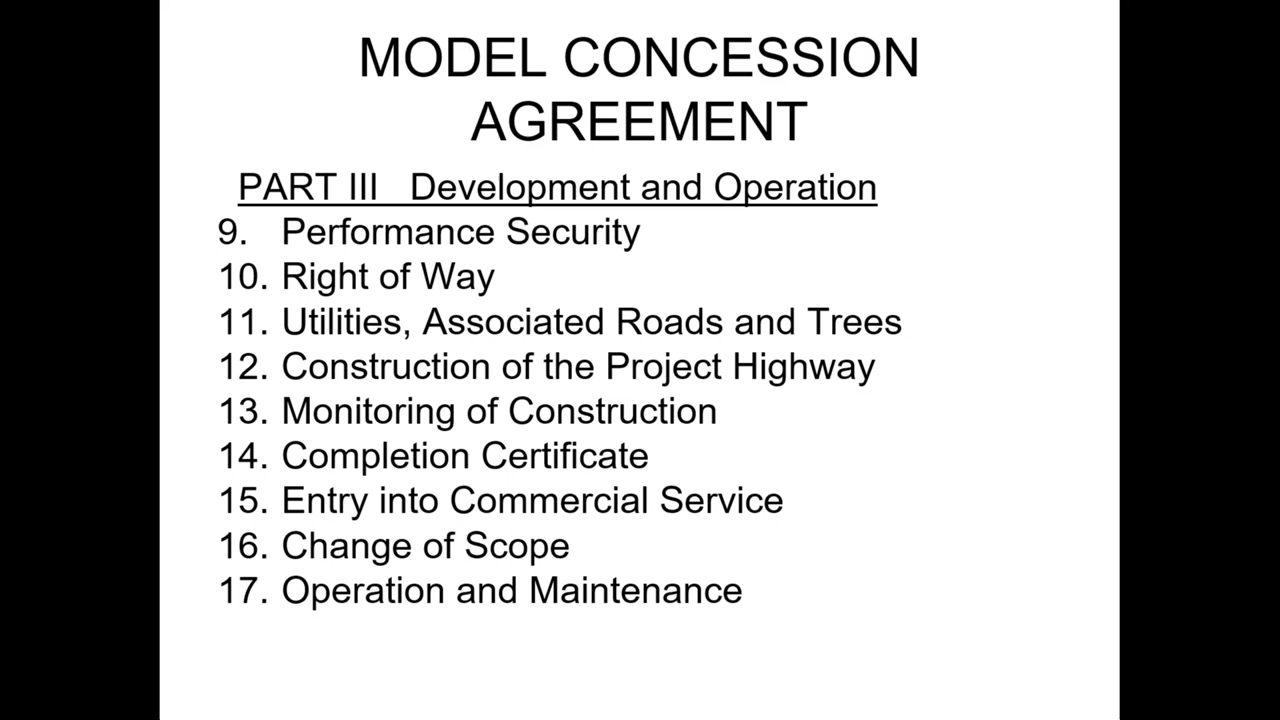 MODEL CONCESSION
AGREEMENT
PART III Development and Operation
9. Performance Security
10. Right of Way
11. Utilities, Associated Roads and Trees
12. Construction of the Project Highway
13. Monitoring of Construction
14. Completion Certificate
15. Entry into Commercial Service
16. Change of Scope
17. Operation and Maintenance